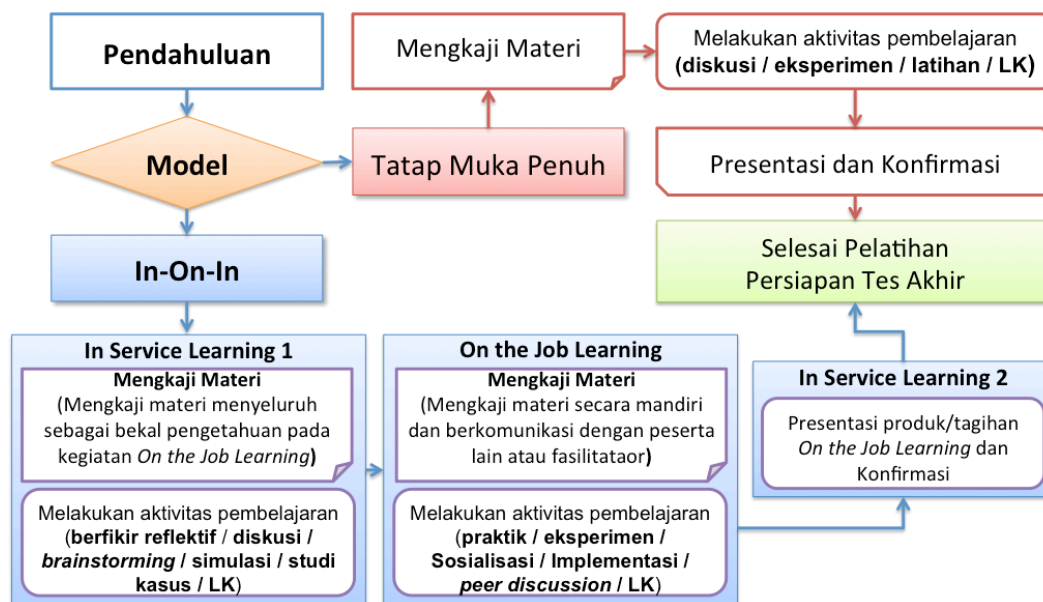 Pendahuluan
Model
Tatap Muka Penuh
Mengkaji Materi
Melakukan aktivitas pembelajaran
(diskusi / eksperimen / latihan / LK)
Presentasi dan Konfirmasi
Selesai Pelatihan
Persiapan Tes Akhir
In-On-In
In Service Learning 1
Mengkaji Materi
(Mengkaji materi menyeluruh
sebagai bekal pengetahuan pada
kegiatan On the Job Learning)
Melakukan aktivitas pembelajaran
(berfikir reflektif / diskusi /
brainstorming / simulasi / studi
kasus / LK)
On the Job Learning
Mengkaji Materi
(Mengkaji materi secara mandiri
dan berkomunikasi dengan peserta
lain atau fasilitataor)
Melakukan aktivitas pembelajaran
(praktik / eksperimen /
Sosialisasi / Implementasi /
peer discussion / LK)
In Service Learning 2
Presentasi produk/tagihan
On the Job Learning dan
Konfirmasi